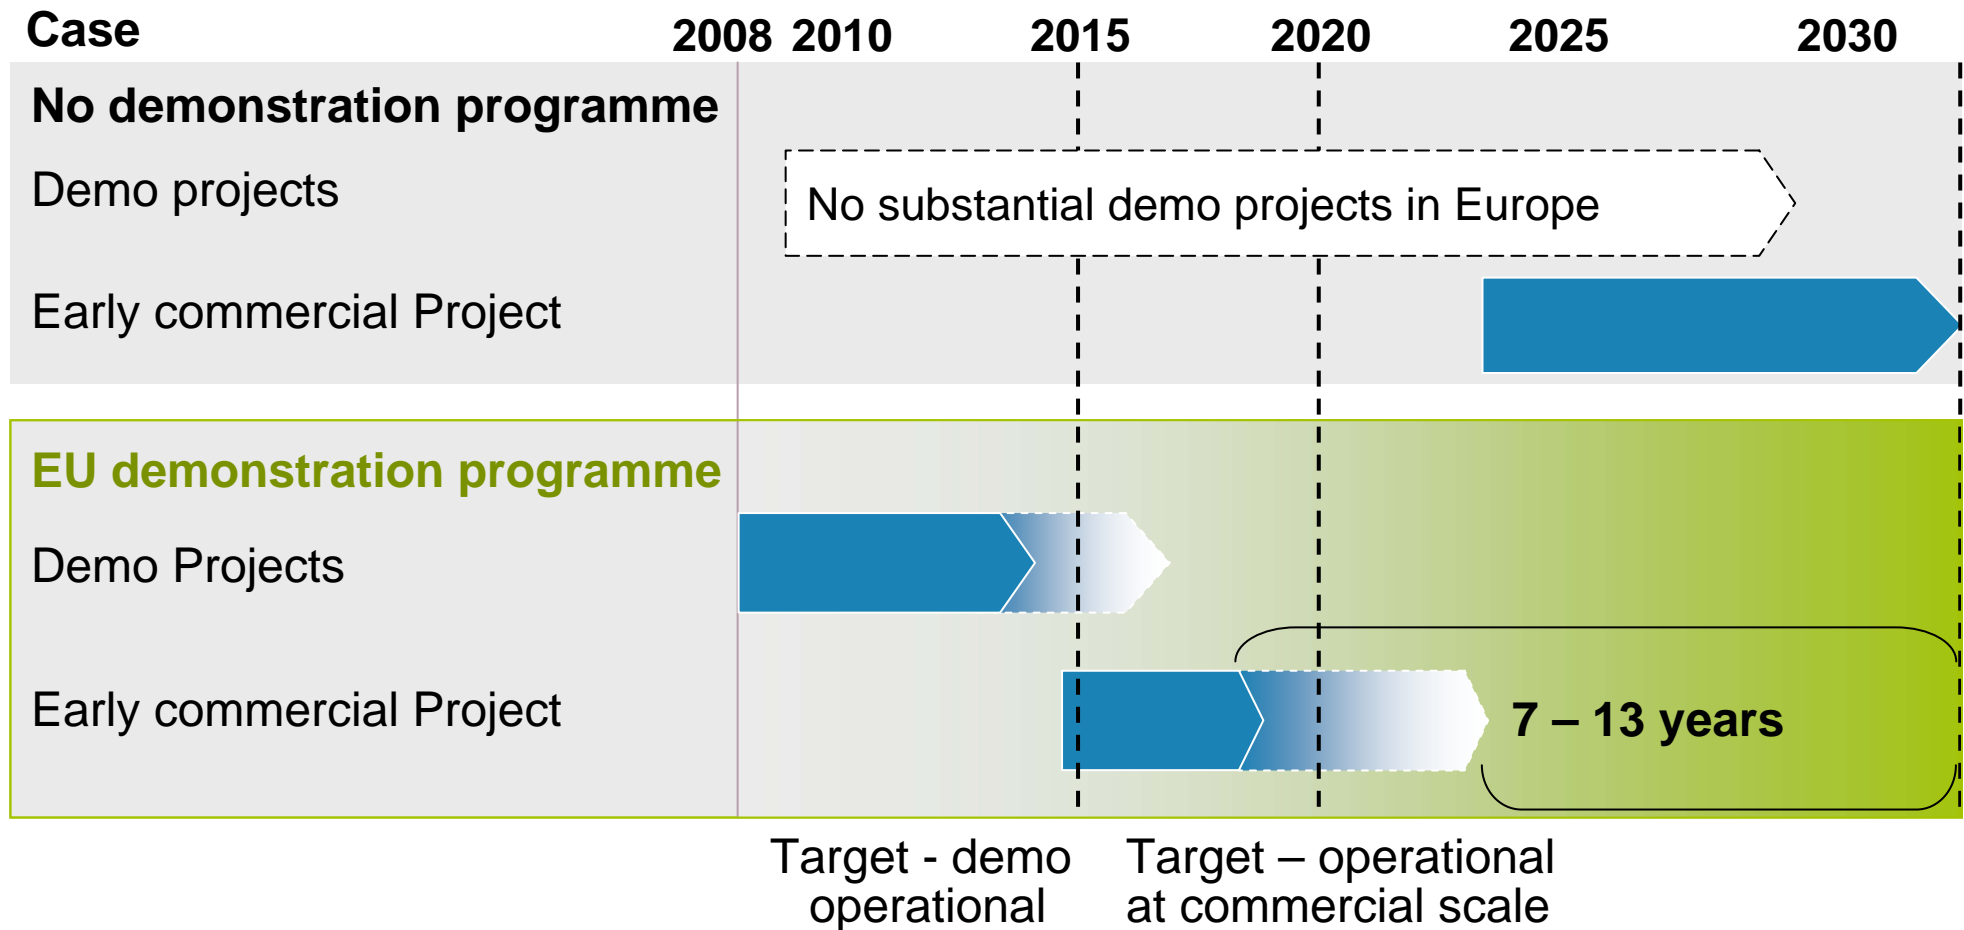 Case 2008 2010 2015 2020 2025 2030
No demonstration programme
Demo projects
No substantial demo projects in Europe
Early commercial Project
EU demonstration programme
Demo Projects
Early commercial Project
7 – 13 years
Target - demo
operational
Target – operational
at commercial scale